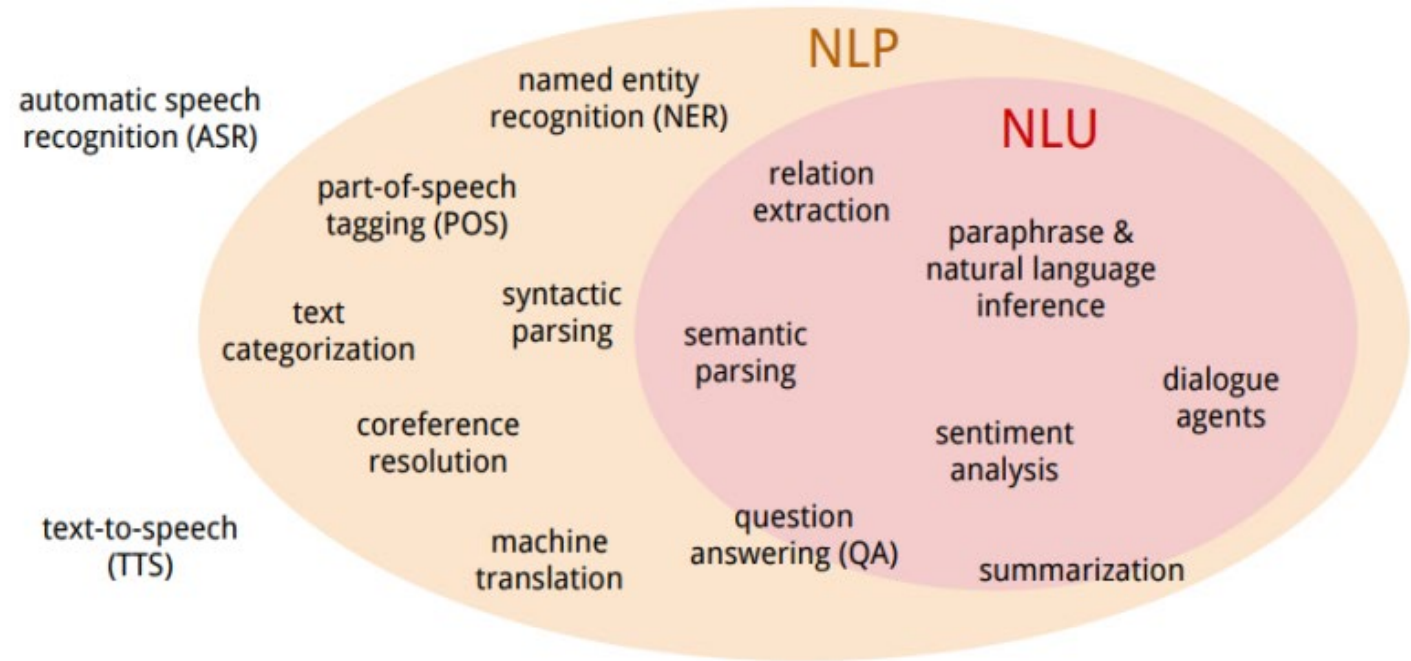 NLP
NLU
automatic speech
recognition (ASR)
named entity
recognition (NER)
part-of-speech
tagging (POS)
relation
extraction
paraphrase &
natural language
inference
text
categorization
syntactic
parsing
semantic
parsing
dialogue
agents
coreference
resolution
sentiment
analysis
text-to-speech
(TTS)
machine
translation
question
answering (QA)
summarization